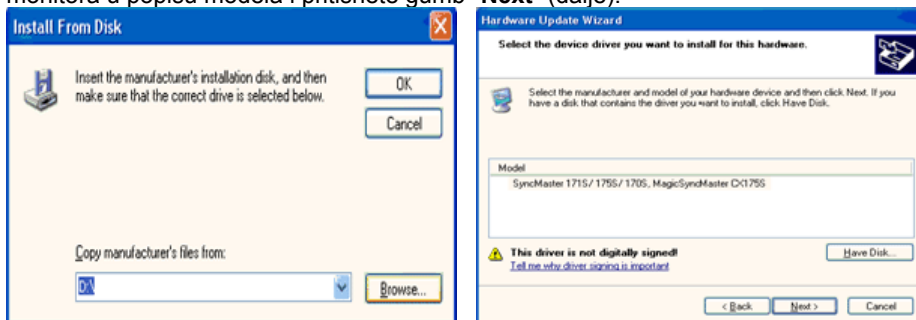 monitora u popisu modela i pritisnete gumb "Next" (dalje).
Install From Disk
Insert the manufacturer's installation disk, and then
make sure that the correct drive is selected below.
OK
Cancel
Copy manufacturer's files from:
D:\
Browse...
Hardware Update Wizard
Select the device driver you want to install for this hardware.
Select the manufacturer and model of your hardware device and then click Next. If you
have a disk that contains the driver you want to install, click Have Disk.
Model
SyncMaster 171S/ 175S/ 170S, MagicSyncMaster CX175S
This driver is not digitally signed!
Tell me why driver signing is important
Have Disk...
< Back
Next >
Cancel